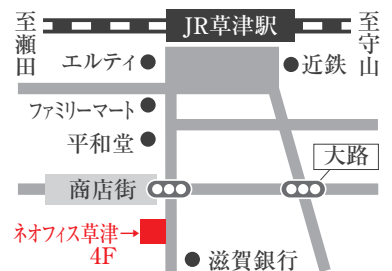 JR草津駅
至瀬田
至守山
エルティ
近鉄
ファミリーマート
平和堂
大路
商店街
ネオフィス草津→
4F
滋賀銀行